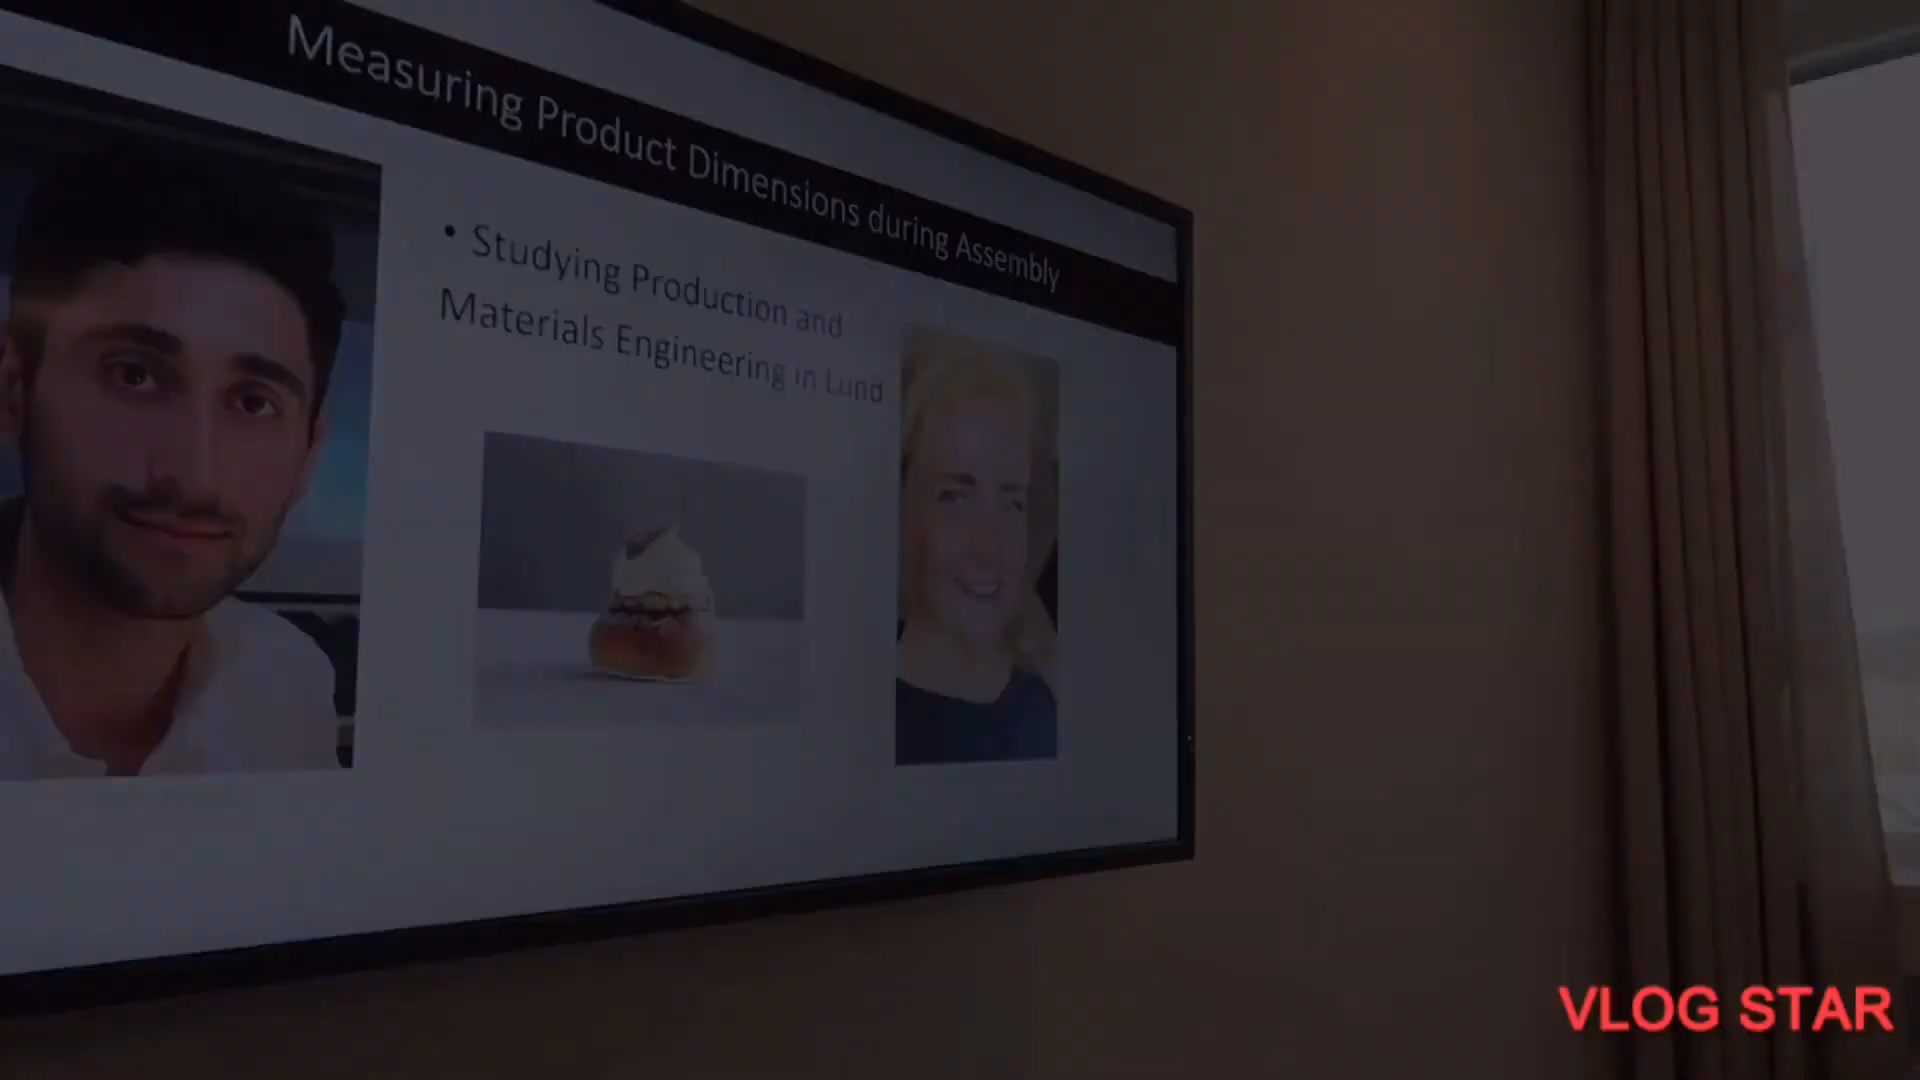 Measuring Product Dimensions during Assembly
• Studying Production and
Materials Engineering in Lund
VLOG STAR